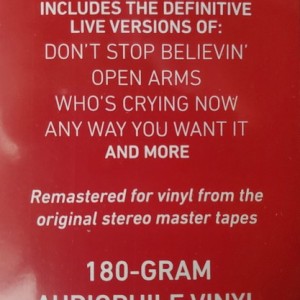 INCLUDES THE DEFINITIVE
LIVE VERSIONS OF:
DON'T STOP BELIEVIN'
OPEN ARMS
WHO'S CRYING NOW
ANY WAY YOU WANT IT
AND MORE
Remastered for vinyl from the
original stereo master tapes
180-GRAM
AUDIOPHILE VINYL